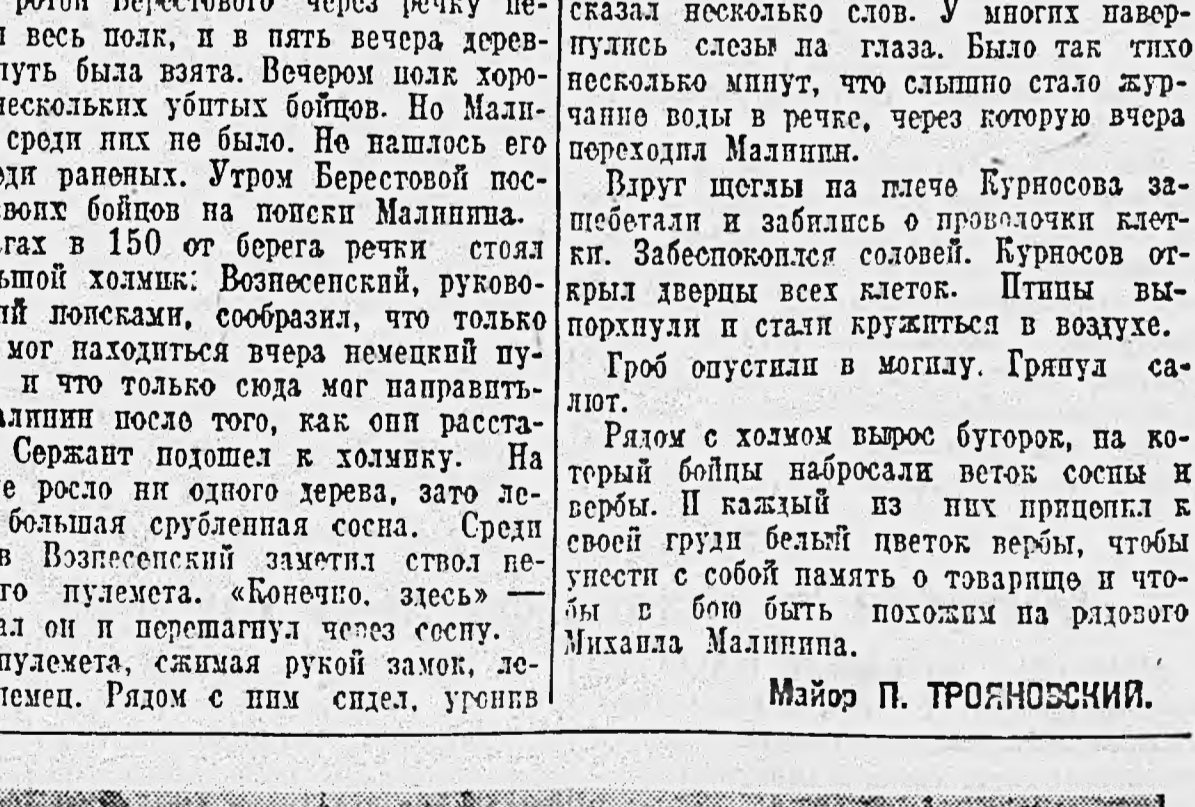 ротой Берестового через речку пе-
весь полк, и в пять вечера дерев-
путь была взята. Вечером полк хоро-
нескольких убитых бойцов. Но Мали-
среди них не было. Не нашлось его
еди раненых. Утром Берестовой пос-
своих бойцов на поиски Малинина.
гах в 150 от берега речки стоял
ьшой холмик: Вознесенский, руково-
ий поисками, сообразил, что только
мог находиться вчера немецкий пу-
и что только сюда мог направить-
алинин после того, как они расста-
Сержант подошел к холмику. На
е росло ни одного дерева, зато ле-
большая срубленная сосна. Среди
в Вознесенский заметил ствол не-
го пулемета. «Конечно, здесь» —
ал он и перешагнул через сосну.
пулемета, сжимая рукой замок, ле-
немец. Рядом с ним сидел, уронив
сказал несколько слов. У многих навер-
нулись слезы на глаза. Было так тихо
несколько минут, что слышно стало жур-
чание воды в речке, через которую вчера
переходил Малинин.
Вдруг щеглы на плече Курносова за-
щебетали и забились о проволочки клет-
ки. Забеспокоился соловей. Курносов от-
крыл дверцы всех клеток. Птицы вы-
порхнули и стали кружиться в воздухе.
Гроб опустили в могилу. Грянул са-
лют.
Рядом с холмом вырос бугорок, на ко-
торый бойцы набросали веток сосны и
вербы. И каждый из них прицепил к
своей груди белый цветок вербы, чтобы
унести с собой память о товарище и что-
бы в бою быть похожим на рядового
Михаила Малинина.
Майор П. ТРОЯНОВСКИЙ.